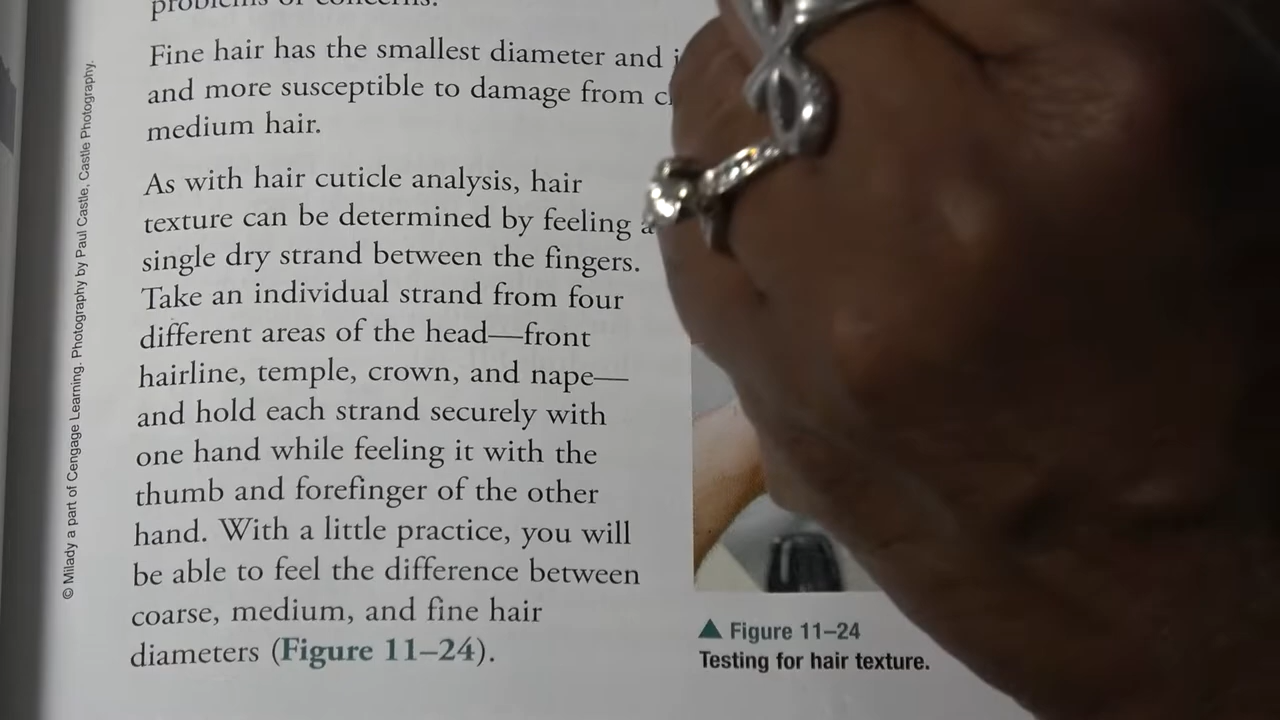 problems or concerns.
Fine hair has the smallest diameter and
and more susceptible to damage from
medium hair.
As with hair cuticle analysis, hair
texture can be determined by feeling a
single dry strand between the fingers.
Take an individual strand from four
different areas of the head—front
hairline, temple, crown, and nape—
and hold each strand securely with
one hand while feeling it with the
thumb and forefinger of the other
hand. With a little practice, you will
be able to feel the difference between
coarse, medium, and fine hair
diameters (Figure 11–24).
▲ Figure 11–24
Testing for hair texture.
© Milady a part of Cengage Learning. Photography by Paul Castle, Castle Photography.